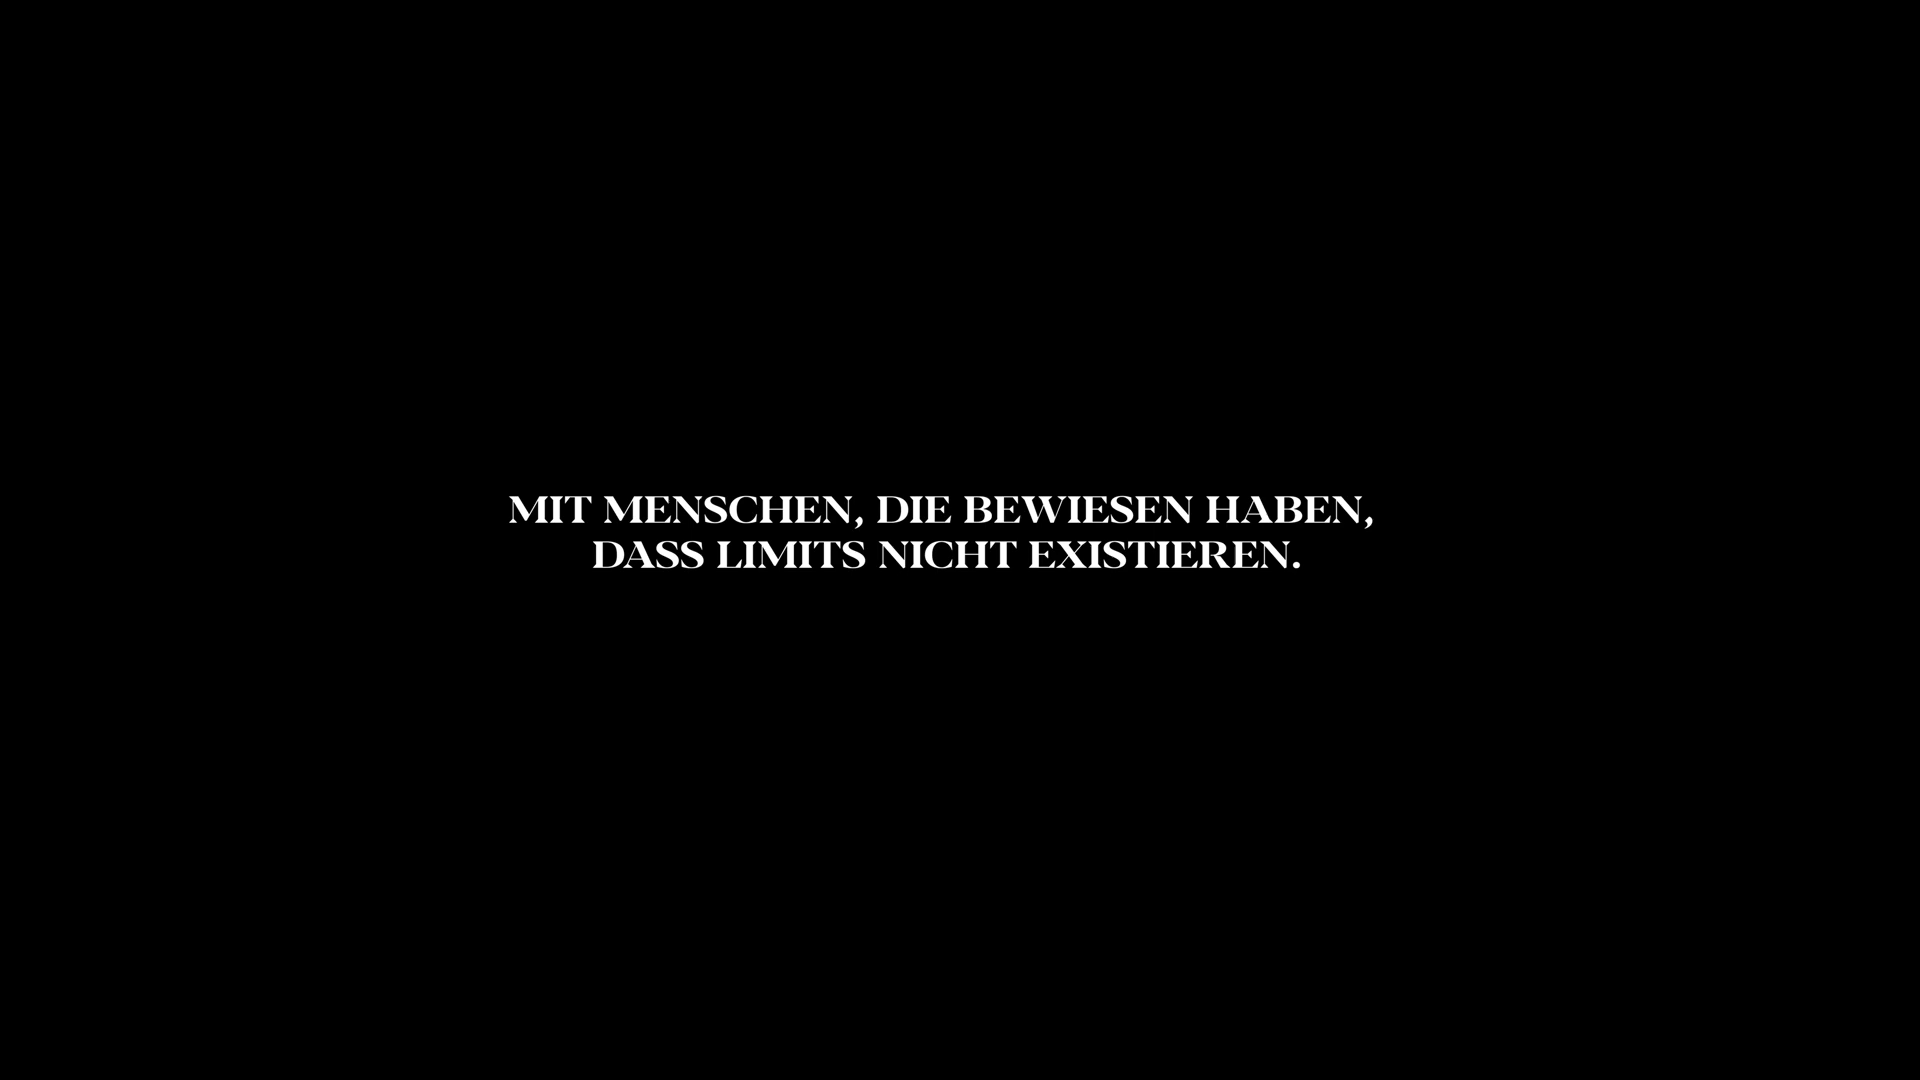 MIT MENSCHEN, DIE BEWIESEN HABEN,
DASS LIMITS NICHT EXISTIEREN.